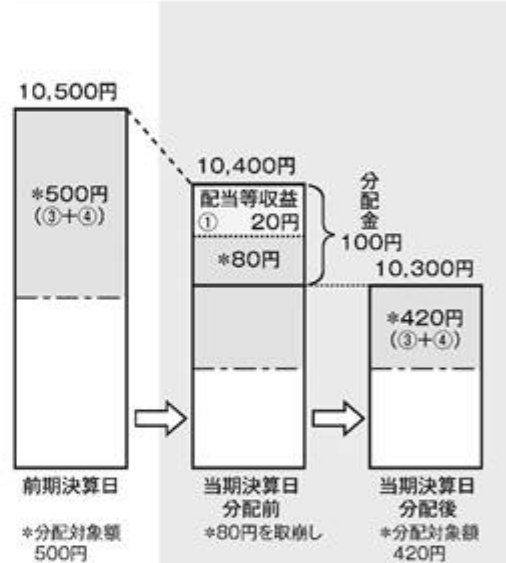 10,500円
*500円
(③+④)
前期決算日
*分配対象額
500円
10,400円
配当等収益
① 20円
*80円
分配金
100円
当期決算日
分配前
*80円を取崩し
10,300円
*420円
(③+④)
当期決算日
分配後
*分配対象額
420円